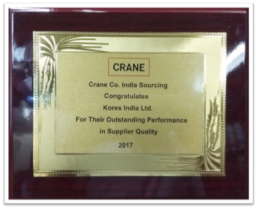 CRANE
Crane Co. India Sourcing
Congratulates
Kores India Ltd.
For Their Outstanding Performance
in Supplier Quality
2017